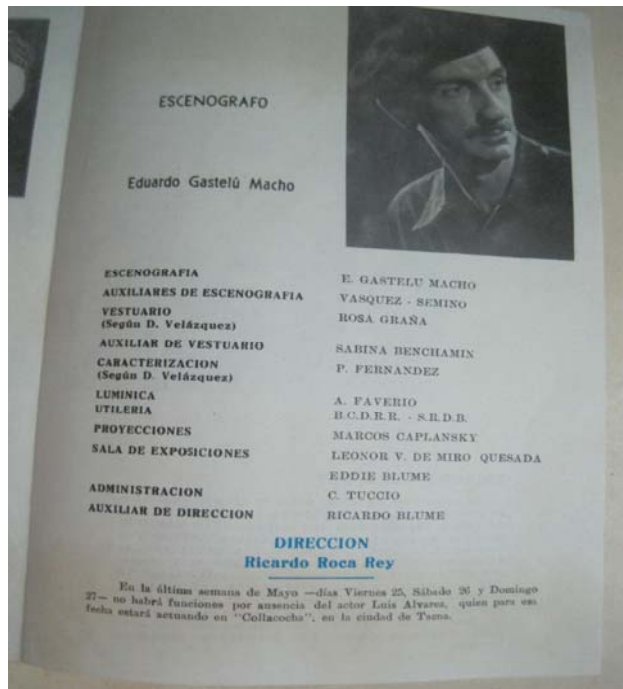 ESCENOGRAFO
Eduardo Gastelú Macho
ESCENOGRAFIA E. GASTELU MACHO
AUXILIARES DE ESCENOGRAFIA VASQUEZ - SEMINO
VESTUARIO ROSA GRAÑA
(Según D. Velázquez)
AUXILIAR DE VESTUARIO SABINA BENCHAMIN
CARACTERIZACION P. FERNANDEZ
(Según D. Velázquez)
LUMINICA A. FAVERIO
UTILERIA B.C.D.R.R. - S.R.D.B.
PROYECCIONES MARCOS CAPLANSKY
SALA DE EXPOSICIONES LEONOR V. DE MIRO QUESADA
EDDIE BLUME
ADMINISTRACION C. TUCCIO
AUXILIAR DE DIRECCION RICARDO BLUME
DIRECCION
Ricardo Roca Rey
En la última semana de Mayo —días Viernes 25, Sábado 26 y Domingo
27— no habrá funciones por ausencia del actor Luis Alvarez, quien para esa
fecha estará actuando en "Collacocha", en la ciudad de Tacna.